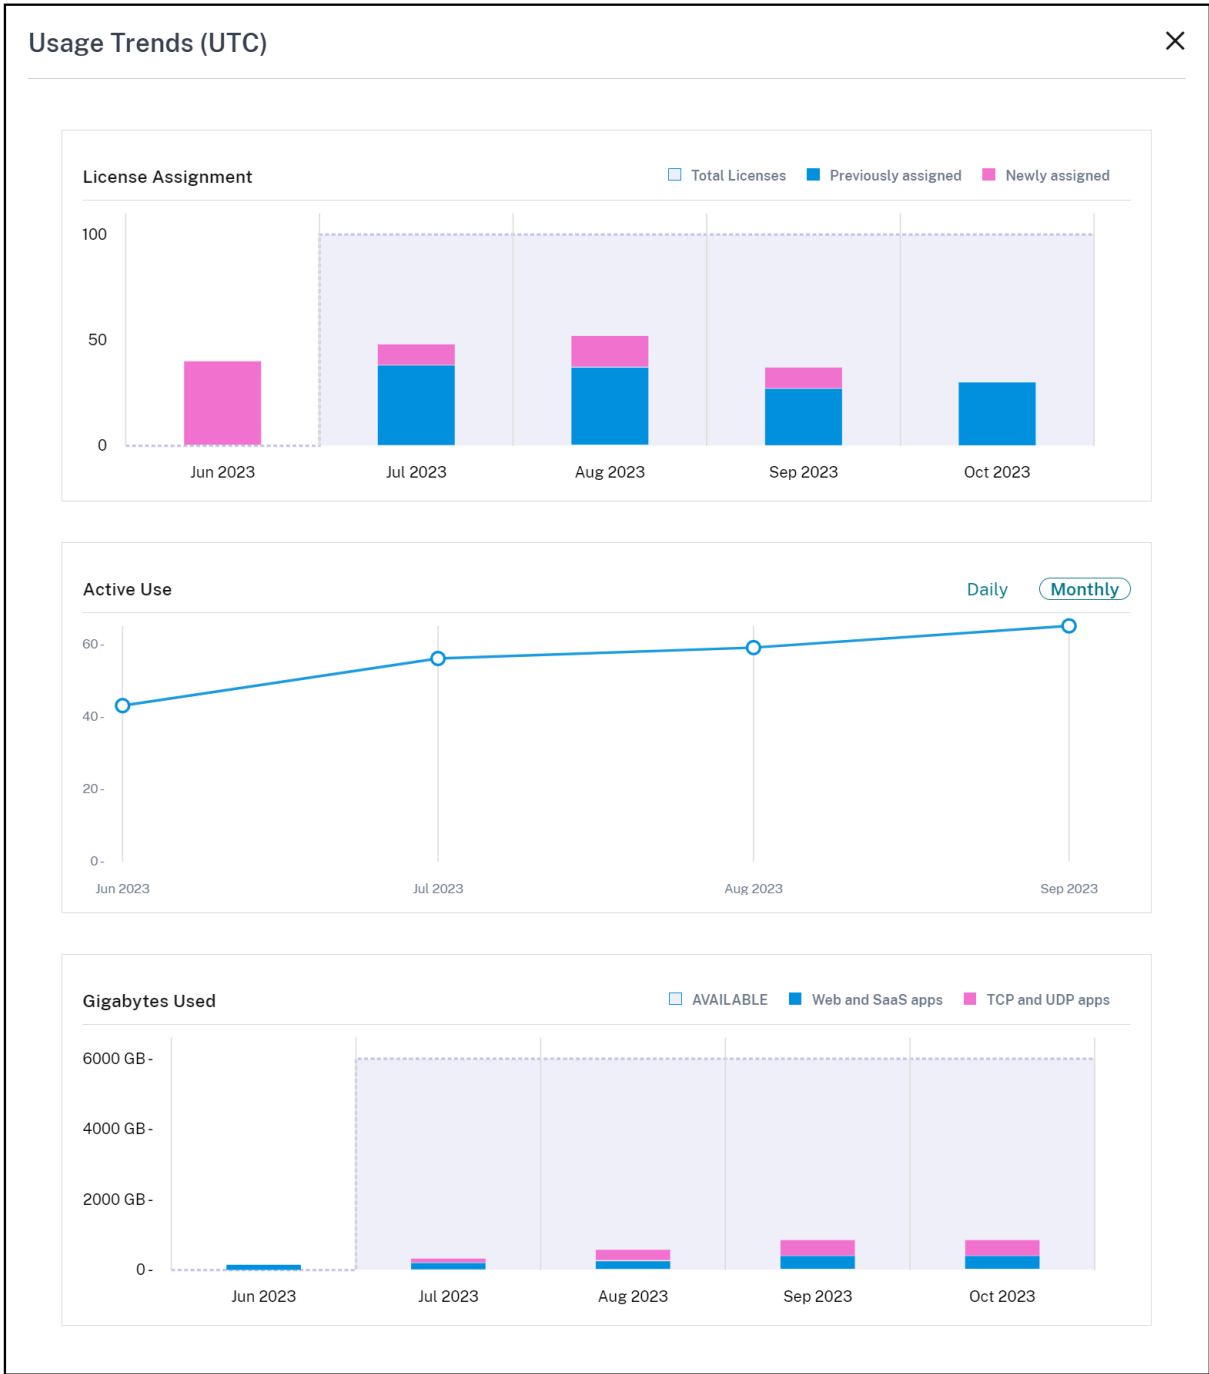 Usage Trends (UTC)
License Assignment
Total Licenses Previously assigned Newly assigned
100
50
0
Jun 2023 Jul 2023 Aug 2023 Sep 2023 Oct 2023
Active Use
Daily Monthly
60-
40-
20-
0-
Jun 2023 Jul 2023 Aug 2023 Sep 2023
Gigabytes Used
AVAILABLE Web and SaaS apps TCP and UDP apps
6000 GB-
4000 GB-
2000 GB-
0-
Jun 2023 Jul 2023 Aug 2023 Sep 2023 Oct 2023